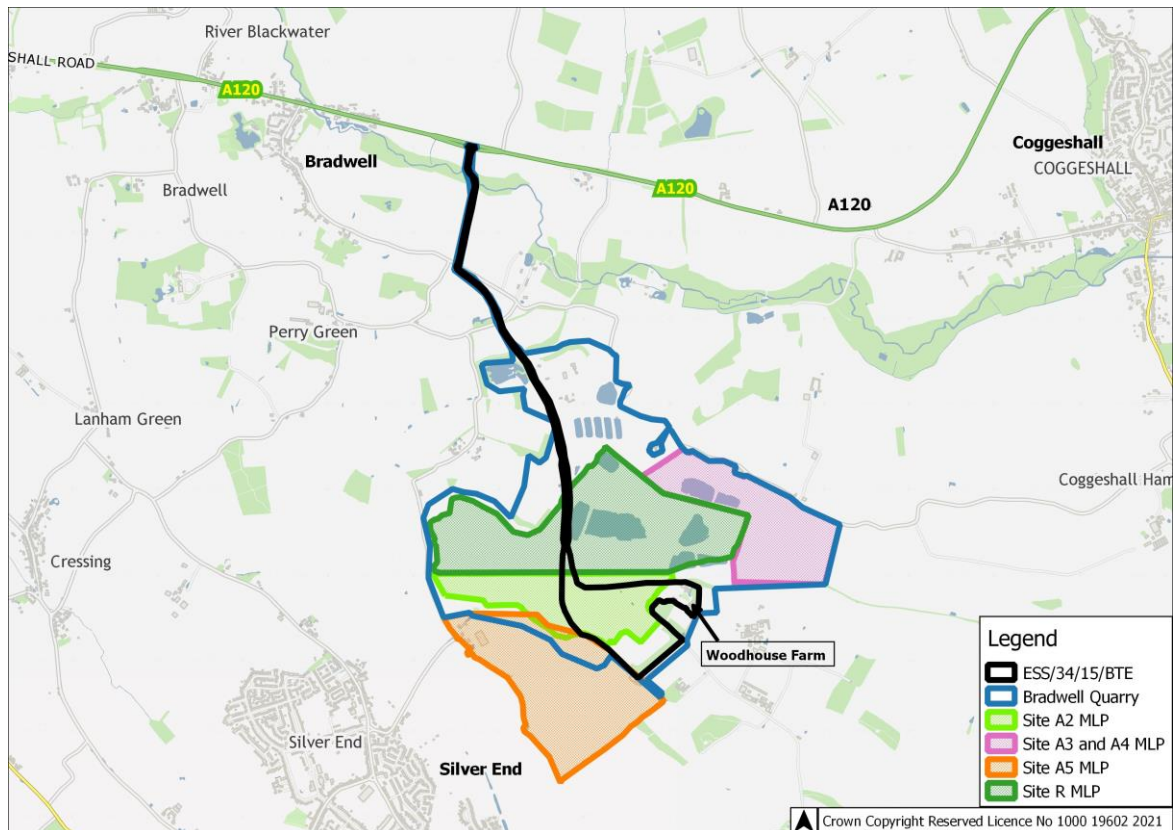 River Blackwater
SHALL ROAD
A120
Bradwell
Bradwell
Coggeshall
COGGESHALL
A120
A120
Perry Green
Lanham Green
Coggeshall Ham
Cressing
Woodhouse Farm
Silver End
Silver End
Legend
ESS/34/15/BTE
Bradwell Quarry
Site A2 MLP
Site A3 and A4 MLP
Site A5 MLP
Site R MLP
Crown Copyright Reserved Licence No 1000 19602 2021